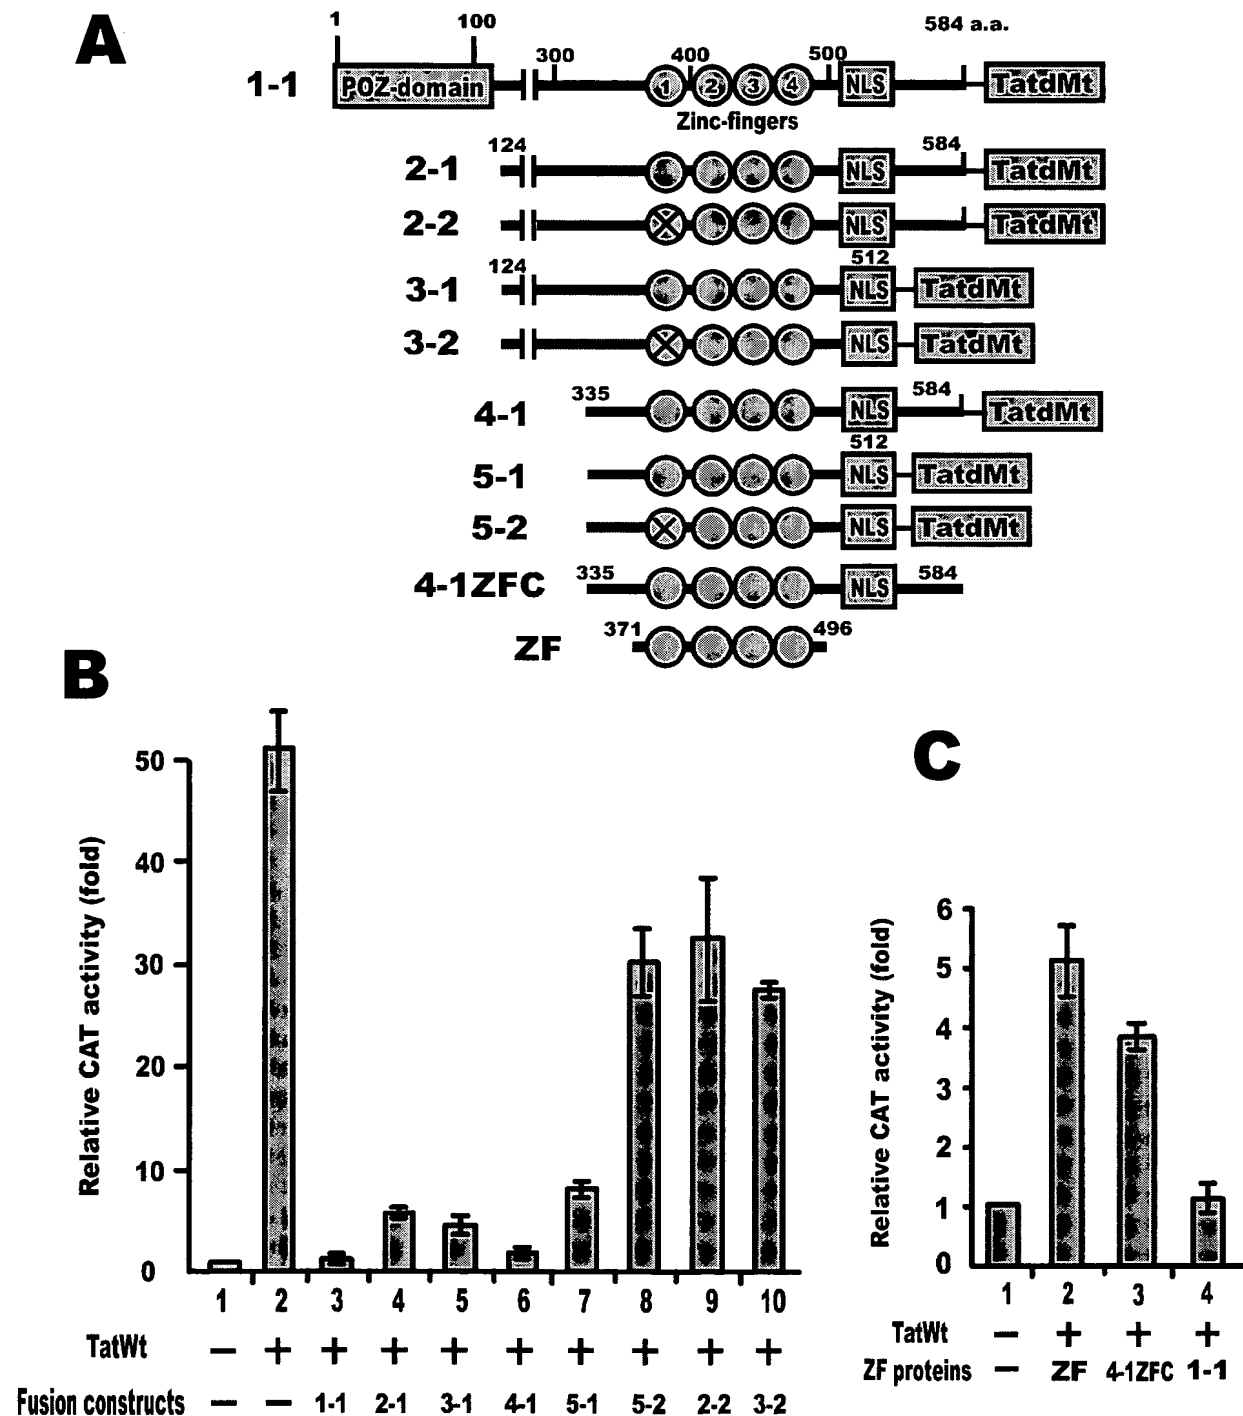 A
1 100 300 400 500 584 a.a.
1-1 POZ-domain 1 2 3 4 NLS TatdMt
Zinc-fingers
2-1 124 584 NLS TatdMt
2-2 NLS TatdMt
3-1 124 512 NLS TatdMt
3-2 NLS TatdMt
4-1 335 584 NLS TatdMt
5-1 512 NLS TatdMt
5-2 NLS TatdMt
4-1ZFC 335 NLS 584
ZF 371 496
B
Relative CAT activity (fold)
50
40
30
20
10
0
1 2 3 4 5 6 7 8 9 10
TatWt − + + + + + + + + +
Fusion constructs − − 1-1 2-1 3-1 4-1 5-1 5-2 2-2 3-2
C
Relative CAT activity (fold)
6
5
4
3
2
1
0
1 2 3 4
TatWt − + + +
ZF proteins − ZF 4-1ZFC 1-1